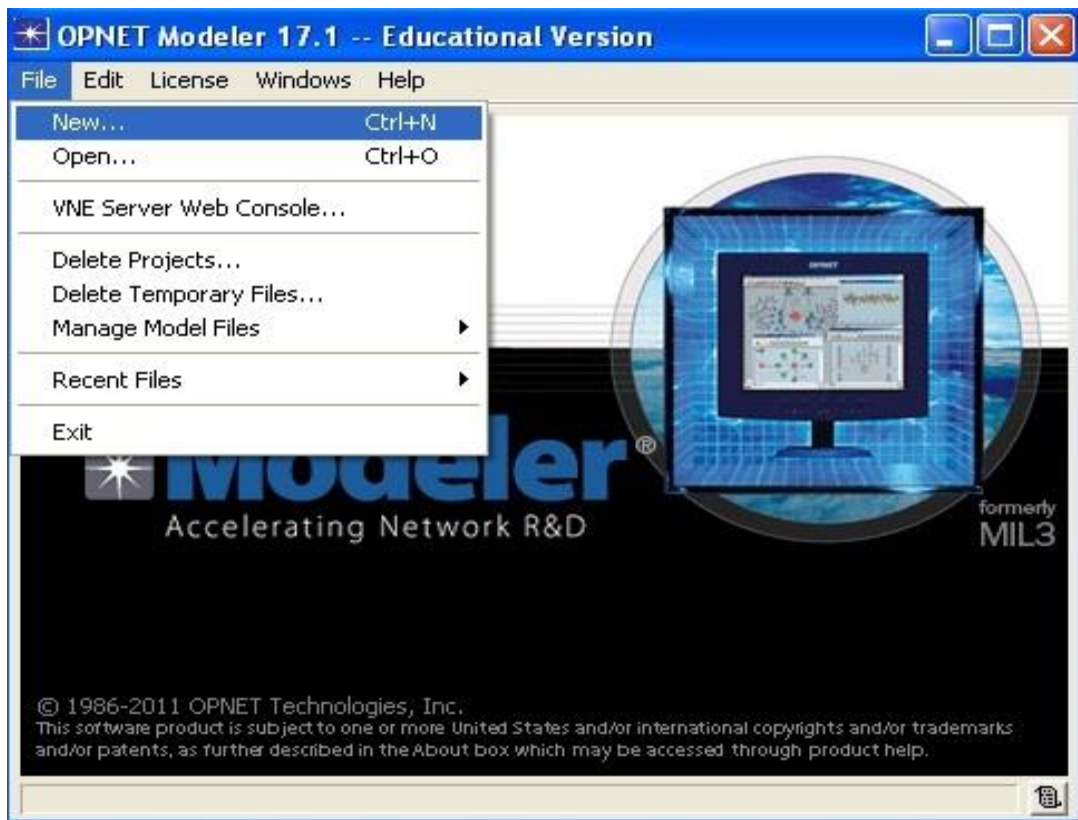 OPNET Modeler 17.1 -- Educational Version
File Edit License Windows Help
New... Ctrl+N
Open... Ctrl+O
VNE Server Web Console...
Delete Projects...
Delete Temporary Files...
Manage Model Files
Recent Files
Exit
OPNET
Modeler®
Accelerating Network R&D
formerly
MIL3
© 1986-2011 OPNET Technologies, Inc.
This software product is subject to one or more United States and/or international copyrights and/or trademarks
and/or patents, as further described in the About box which may be accessed through product help.